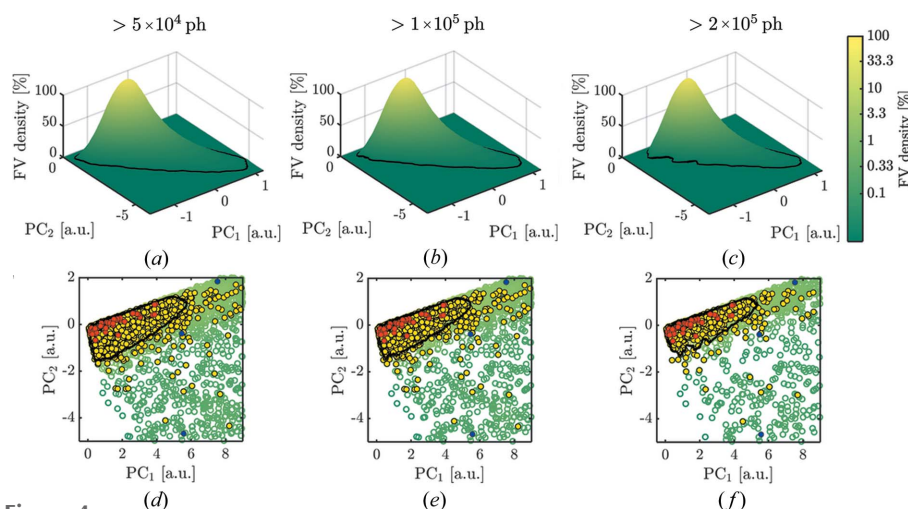 > 5×10⁴ ph > 1×10⁵ ph > 2×10⁵ ph
FV density [%]
100
50
0
PC₂ [a.u.]
-5
-1
0
1
PC₁ [a.u.]
(a)
FV density [%]
100
50
0
PC₂ [a.u.]
-5
-1
0
1
PC₁ [a.u.]
(b)
FV density [%]
100
50
0
PC₂ [a.u.]
-5
-1
0
1
PC₁ [a.u.]
(c)
100
33.3
10
3.3
1
0.33
0.1
FV density [%]
PC₂ [a.u.]
2
0
-2
-4
0 2 4 6 8
PC₁ [a.u.]
(d)
PC₂ [a.u.]
2
0
-2
-4
0 2 4 6 8
PC₁ [a.u.]
(e)
PC₂ [a.u.]
2
0
-2
-4
0 2 4 6 8
PC₁ [a.u.]
(f)